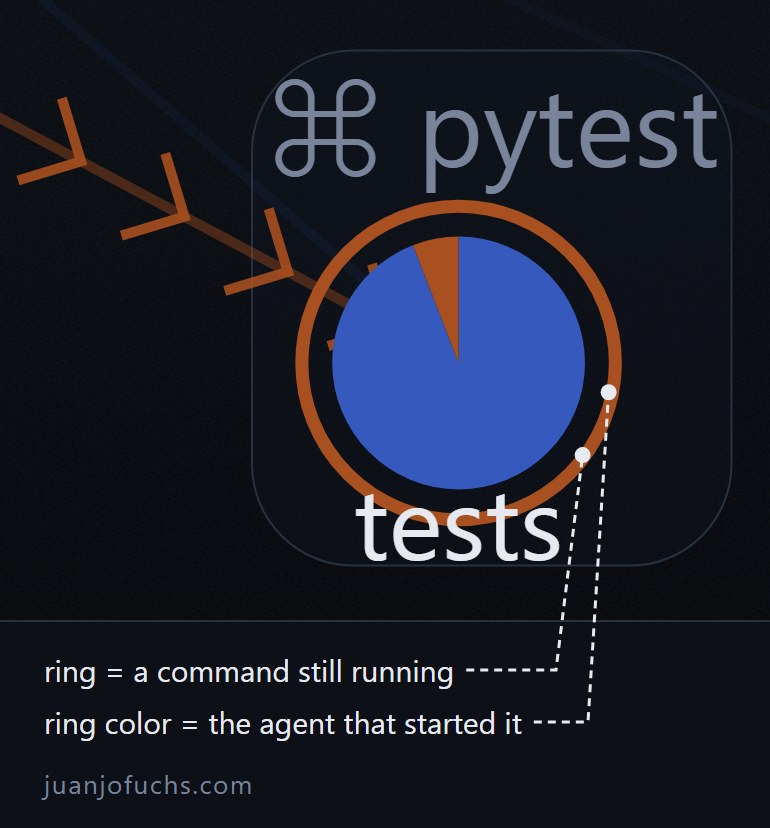 ⌘ pytest
tests
ring = a command still running
ring color = the agent that started it
juanjofuchs.com